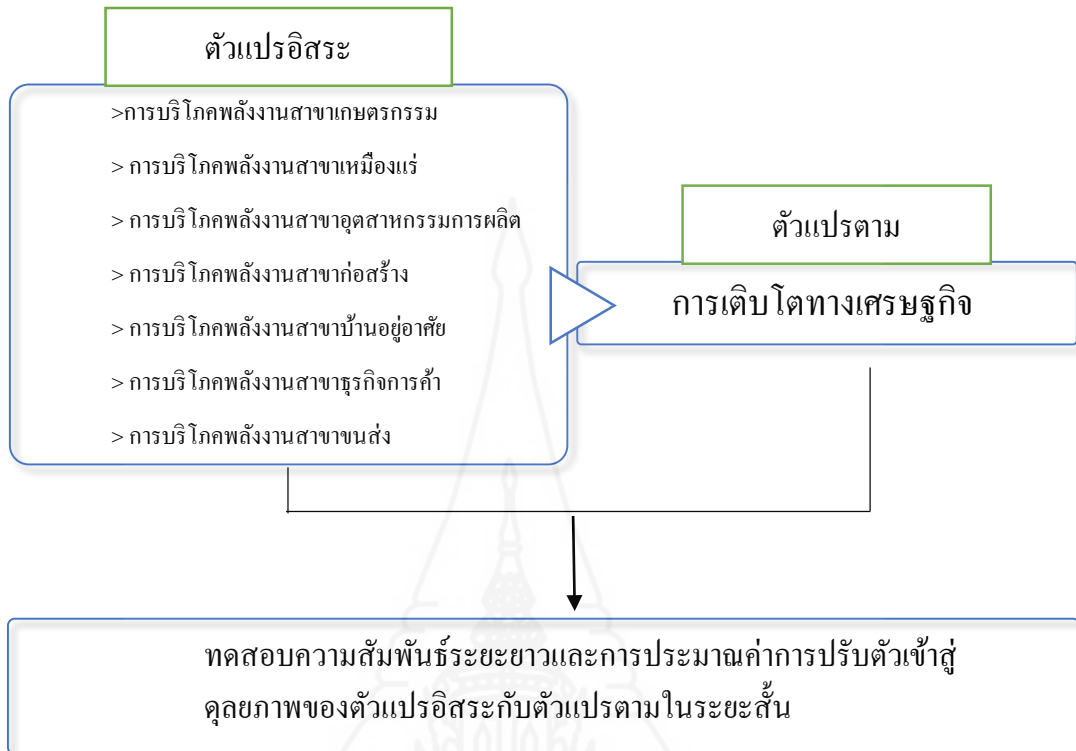 ตัวแปรอิสระ
>การบริโภคพลังงานสาขาเกษตรกรรม
> การบริโภคพลังงานสาขาเหมืองแร่
> การบริโภคพลังงานสาขาอุตสาหกรรมการผลิต
> การบริโภคพลังงานสาขาก่อสร้าง
> การบริโภคพลังงานสาขาบ้านอยู่อาศัย
> การบริโภคพลังงานสาขาธุรกิจการค้า
> การบริโภคพลังงานสาขาขนส่ง
ตัวแปรตาม
การเติบโตทางเศรษฐกิจ
ทดสอบความสัมพันธ์ระยะยาวและการประมาณค่าการปรับตัวเข้าสู่
ดุลยภาพของตัวแปรอิสระกับตัวแปรตามในระยะสั้น